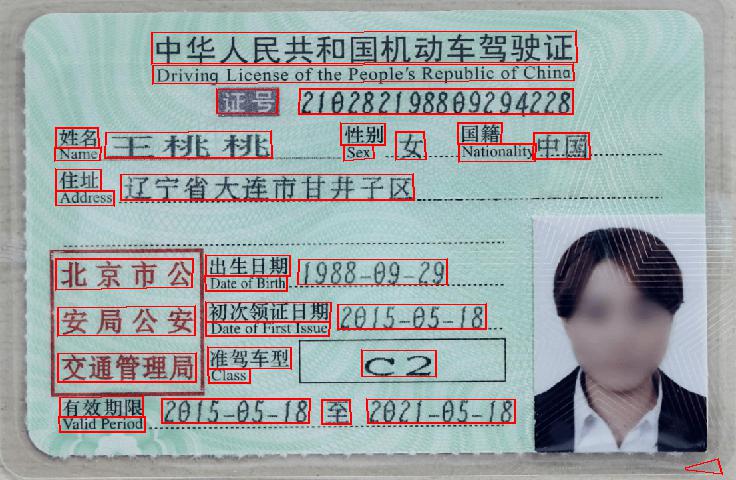 中华人民共和国机动车驾驶证
Driving License of the People's Republic of China
证号 210282198809294228
姓名 王桃桃 性别 女 国籍 中国
Name Sex Nationality
住址 辽宁省大连市甘井子区
Address
北京市公
安局公安
交通管理局
出生日期 1988-09-29
Date of Birth
初次领证日期 2015-05-18
Date of First Issue
准驾车型 C2
Class
有效期限 2015-05-18 至 2021-05-18
Valid Period